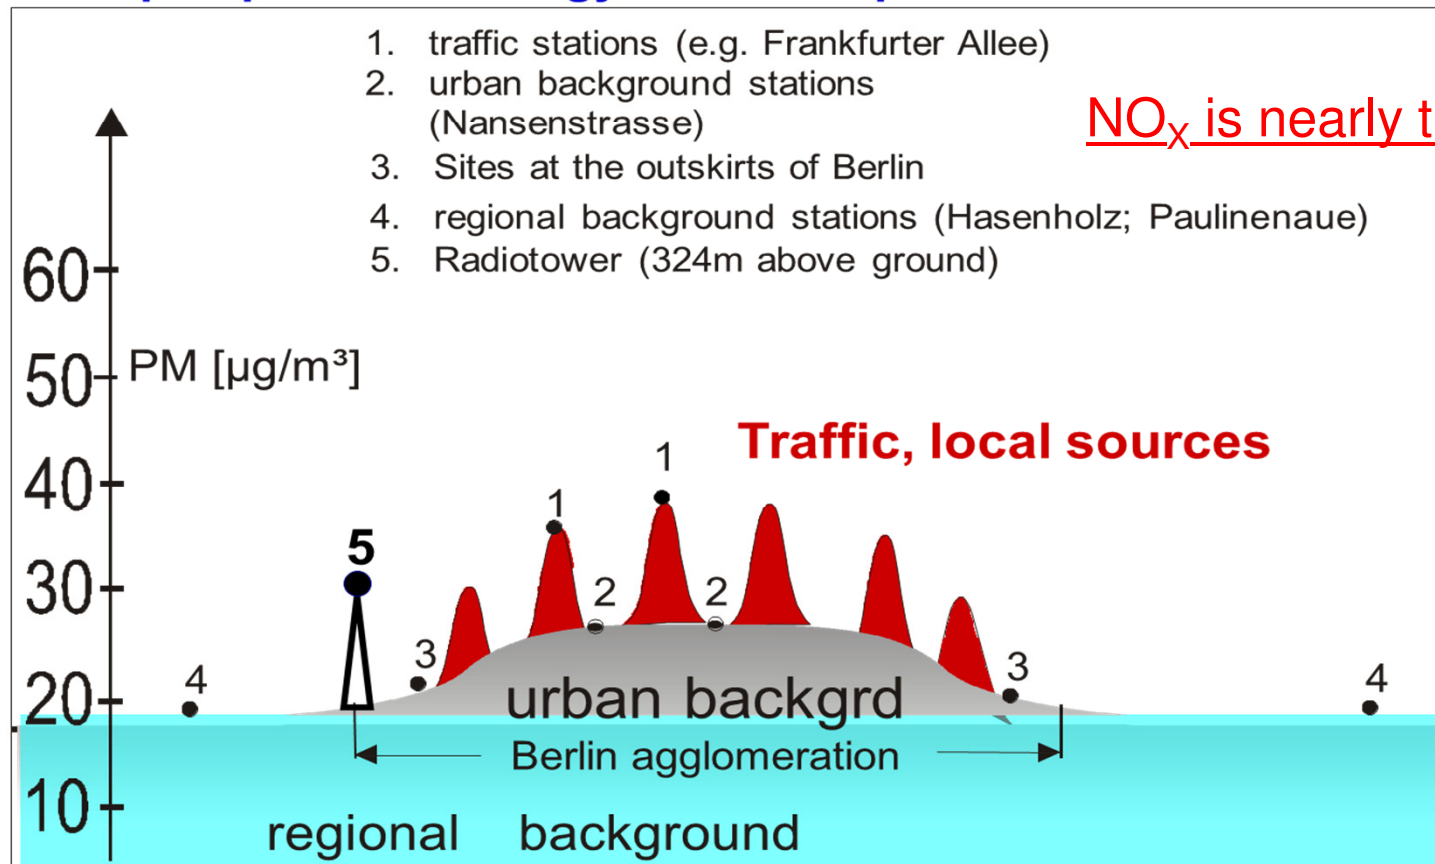 1. traffic stations (e.g. Frankfurter Allee)
2. urban background stations
(Nansenstrasse)
NOX is nearly t
3. Sites at the outskirts of Berlin
4. regional background stations (Hasenholz; Paulinenaue)
5. Radiotower (324m above ground)
60
50 PM [µg/m³]
Traffic, local sources
40
1
1
30
5
2 2
3
3
4
4
20
urban backgrd
Berlin agglomeration
10
regional background